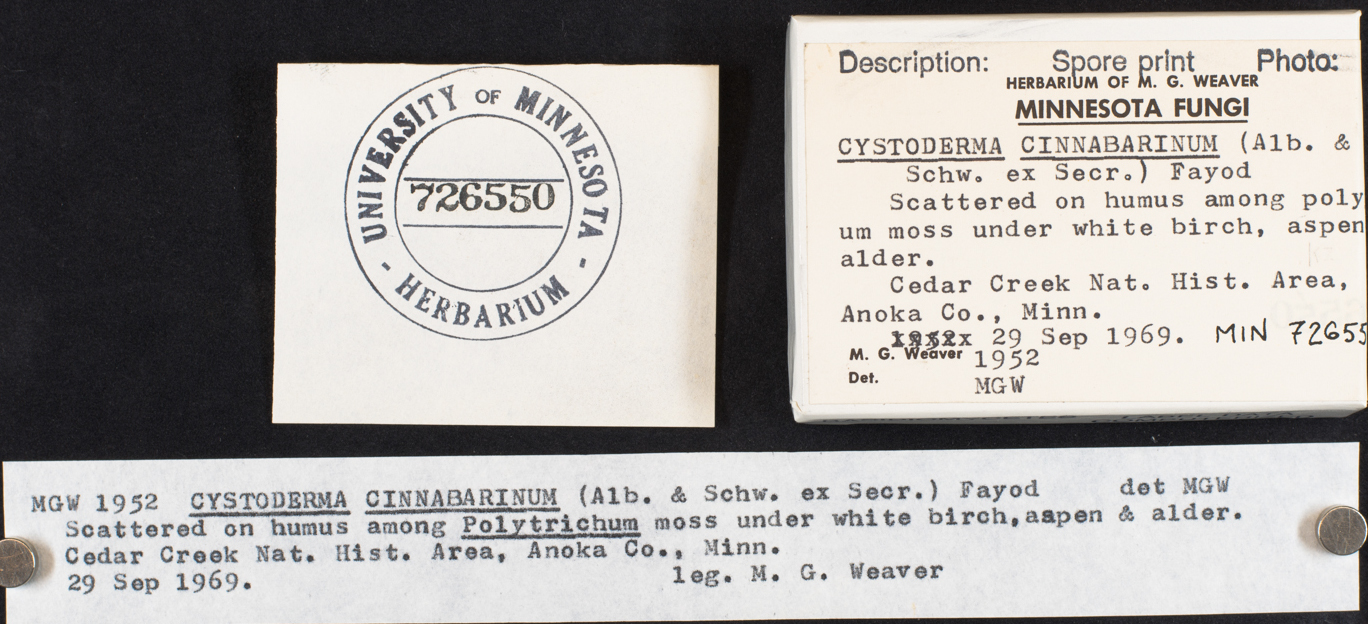 UNIVERSITY OF MINNESOTA
726550
- HERBARIUM -
Description: Spore print Photo:
HERBARIUM OF M. G. WEAVER
MINNESOTA FUNGI
CYSTODERMA CINNABARINUM (Alb. &
Schw. ex Secr.) Fayod
Scattered on humus among poly
um moss under white birch, aspen
alder.
Cedar Creek Nat. Hist. Area,
Anoka Co., Minn.
29 Sep 1969. MIN 72655
M. G. Weaver 1952
Det. MGW
MGW 1952 CYSTODERMA CINNABARINUM (Alb. & Schw. ex Secr.) Fayod det MGW
Scattered on humus among Polytrichum moss under white birch,aspen & alder.
Cedar Creek Nat. Hist. Area, Anoka Co., Minn.
29 Sep 1969. leg. M. G. Weaver